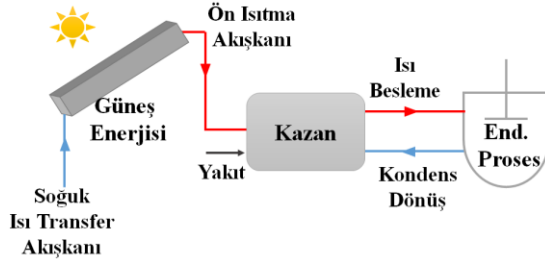 Ön Isıtma
Akışkanı
Güneş
Enerjisi
Soğuk
Isı Transfer
Akışkanı
Yakıt
Kazan
Isı
Besleme
Kondens
Dönüş
End.
Proses